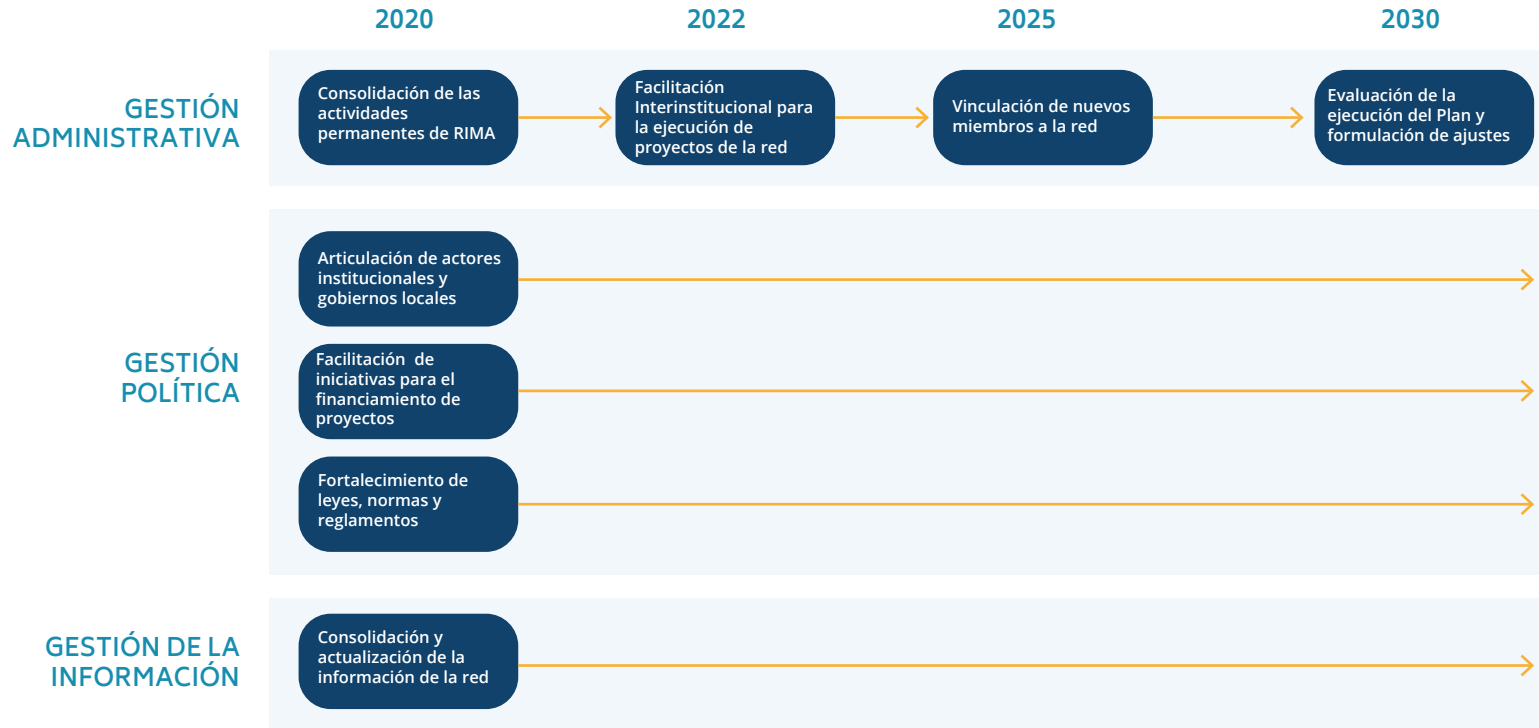 2020 2022 2025 2030
GESTIÓN
ADMINISTRATIVA
Consolidación de las
actividades
permanentes de RIMA
Facilitación
Interinstitucional para
la ejecución de
proyectos de la red
Vinculación de nuevos
miembros a la red
Evaluación de la
ejecución del Plan y
formulación de ajustes
GESTIÓN
POLÍTICA
Articulación de actores
institucionales y
gobiernos locales
Facilitación de
iniciativas para el
financiamiento de
proyectos
Fortalecimiento de
leyes, normas y
reglamentos
GESTIÓN DE LA
INFORMACIÓN
Consolidación y
actualización de la
información de la red